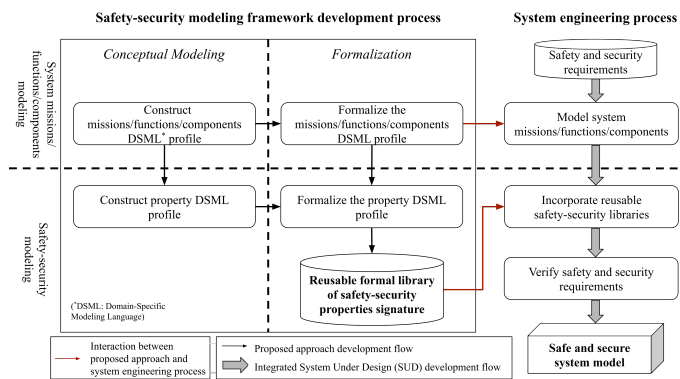 Safety-security modeling framework development process
System engineering process
System missions/
functions/components
modeling
Conceptual Modeling
Formalization
Safety and security
requirements
Construct
missions/functions/components
DSML* profile
Formalize the
missions/functions/components
DSML profile
Model system
missions/functions/components
Safety-security
modeling
Construct property DSML
profile
Formalize the property DSML
profile
Incorporate reusable
safety-security libraries
Reusable formal library
of safety-security
properties signature
Verify safety and security
requirements
(*DSML: Domain-Specific
Modeling Language)
Safe and secure
system model
Interaction between
proposed approach and
system engineering process
Proposed approach development flow
Integrated System Under Design (SUD) development flow